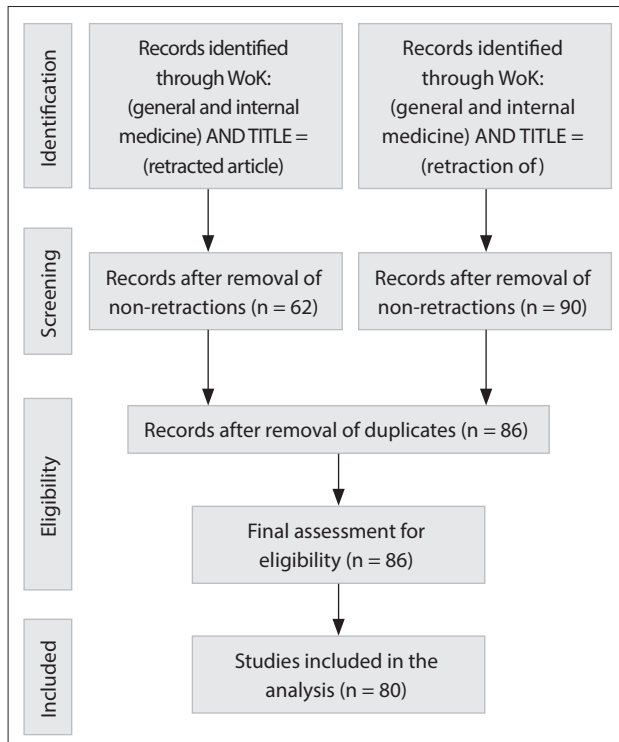 Identification
Records identified
through WoK:
(general and internal
medicine) AND TITLE =
(retracted article)
Records identified
through WoK:
(general and internal
medicine) AND TITLE =
(retraction of)
Screening
Records after removal of
non-retractions (n = 62)
Records after removal of
non-retractions (n = 90)
Eligibility
Records after removal of duplicates (n = 86)
Final assessment for
eligibility (n = 86)
Included
Studies included in the
analysis (n = 80)